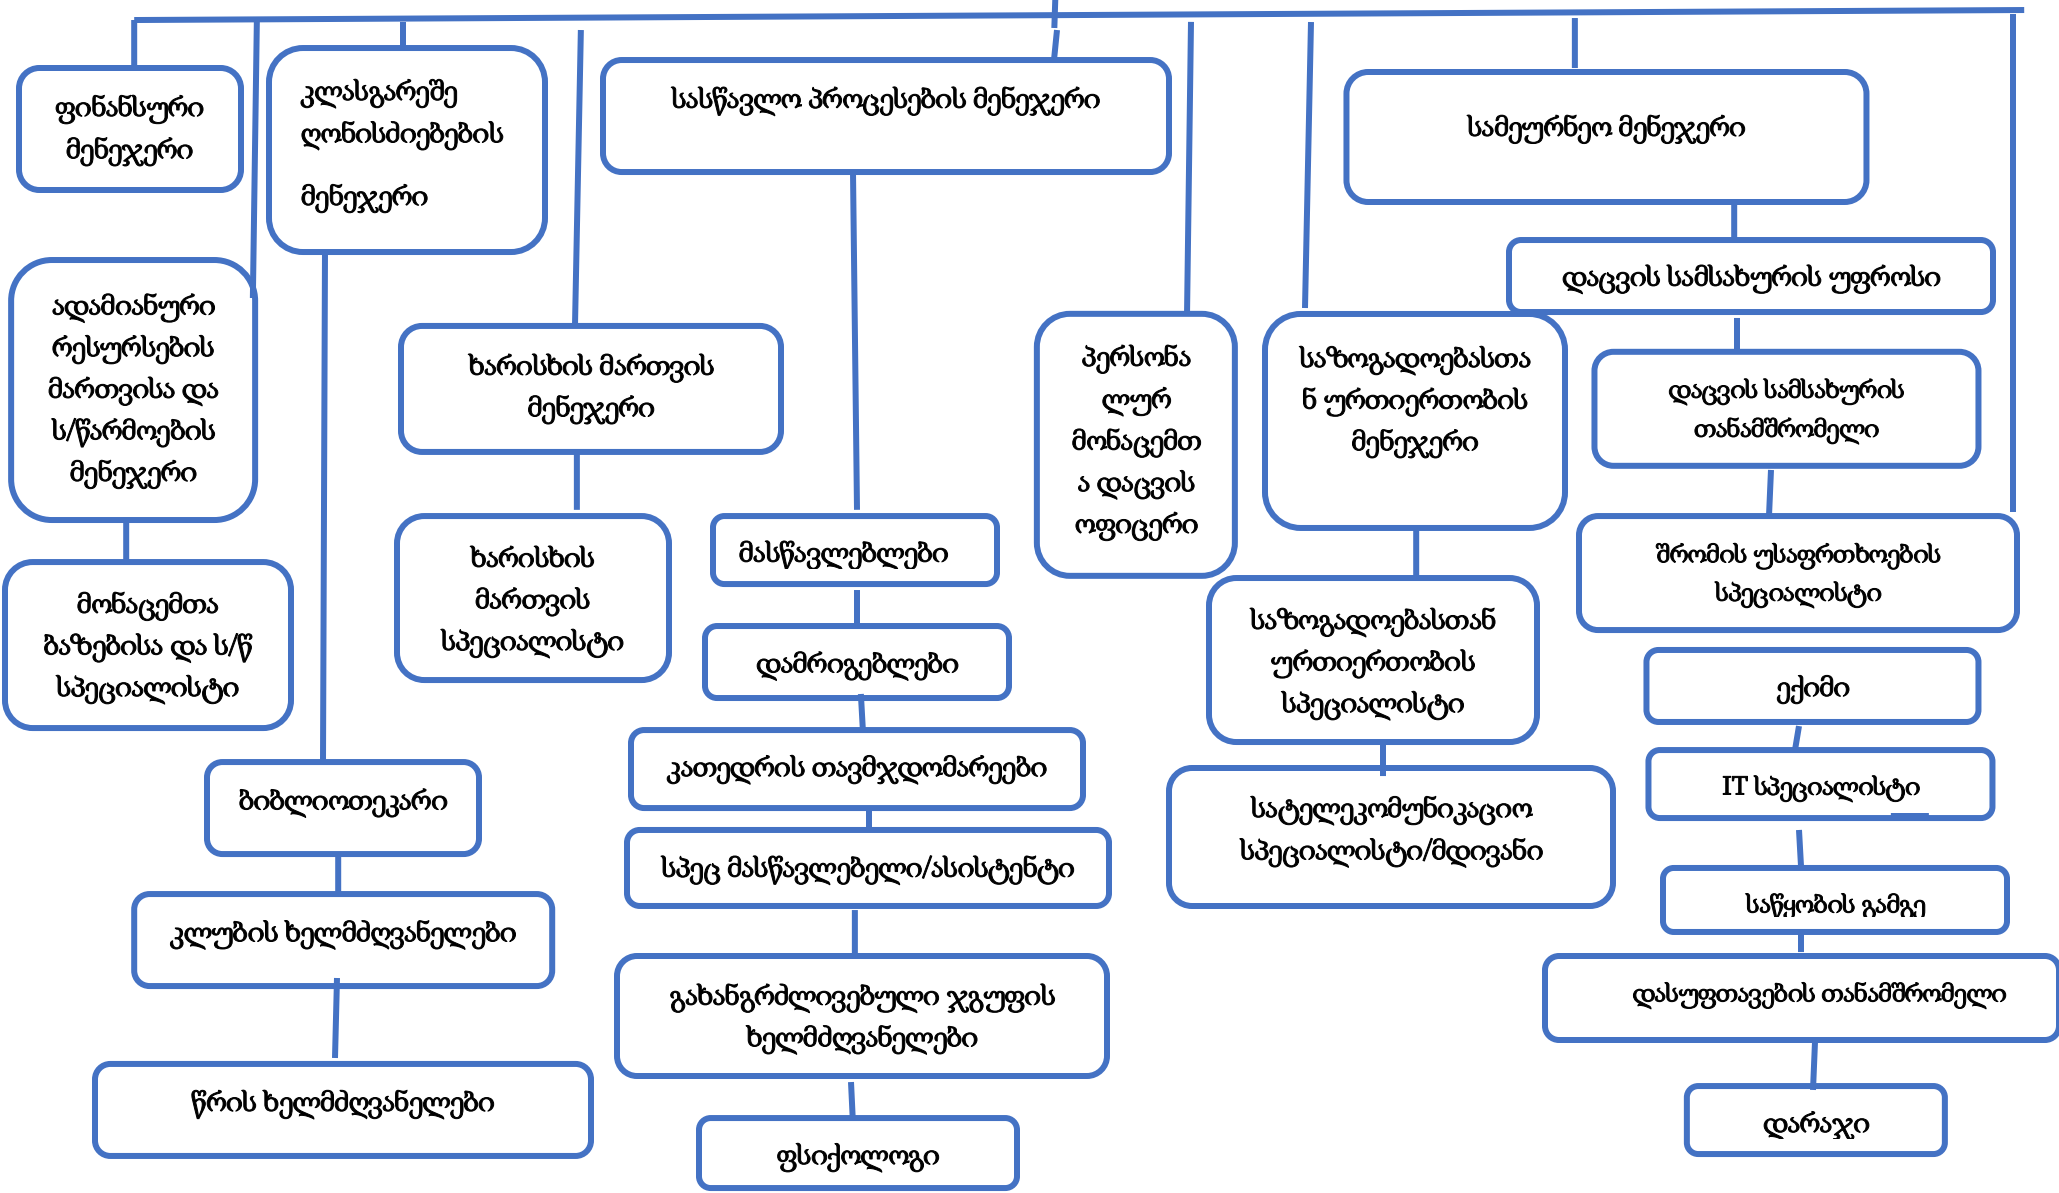 ფინანსური
მენეჯერი
კლასგარეშე
ღონისძიებების
მენეჯერი
სასწავლო პროცესების მენეჯერი
სამეურნეო მენეჯერი
დაცვის სამსახურის უფროსი
ადამიანური
რესურსების
მართვისა და
ს/წარმოების
მენეჯერი
ხარისხის მართვის
მენეჯერი
პერსონა
ლურ
მონაცემთ
ა დაცვის
ოფიცერი
საზოგადოებასთა
ნ ურთიერთობის
მენეჯერი
დაცვის სამსახურის
თანამშრომელი
მონაცემთა
ბაზებისა და ს/წ
სპეციალისტი
ხარისხის
მართვის
სპეციალისტი
მასწავლებლები
შრომის უსაფრთხოების
სპეციალისტი
დამრიგებლები
საზოგადოებასთან
ურთიერთობის
სპეციალისტი
ექიმი
კათედრის თავმჯდომარეები
IT სპეციალისტი
ბიბლიოთეკარი
სატელეკომუნიკაციო
სპეციალისტი/მდივანი
სპეც მასწავლებელი/ასისტენტი
საწყობის გამგე
კლუბის ხელმძღვანელები
გახანგრძლივებული ჯგუფის
ხელმძღვანელები
დასუფთავების თანამშრომელი
წრის ხელმძღვანელები
დარაჯი
ფსიქოლოგი